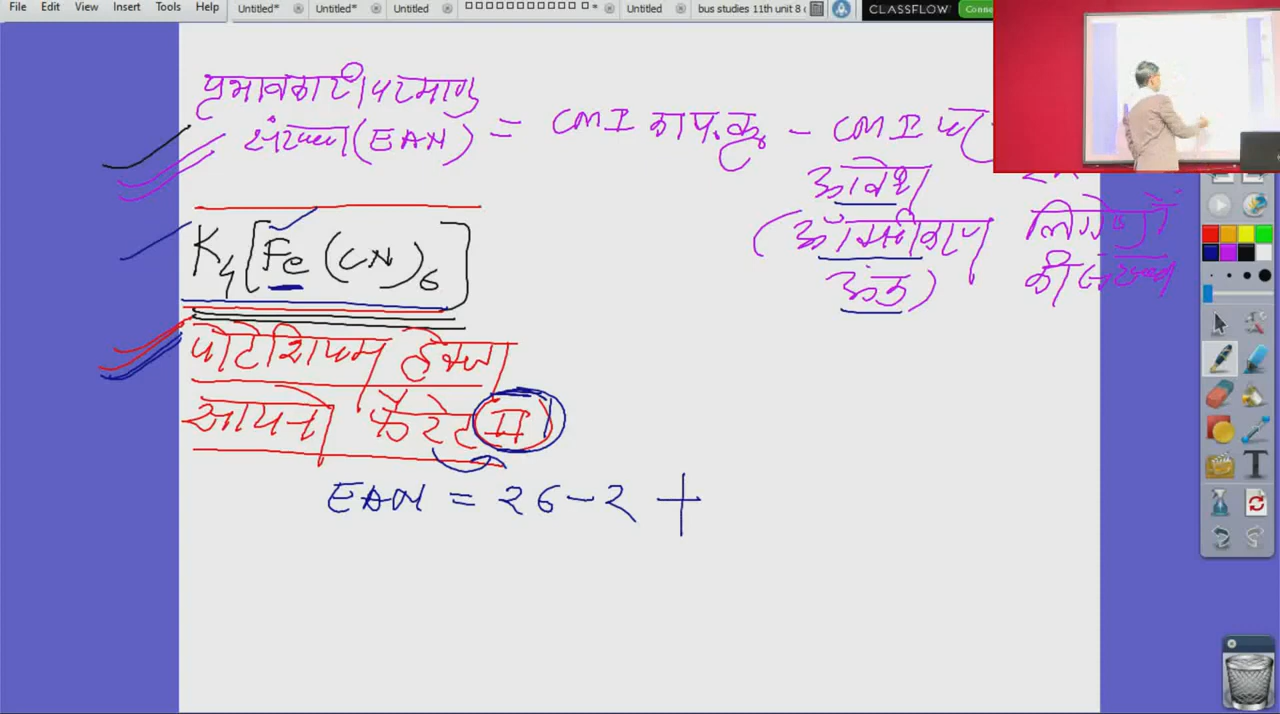 File Edit View Insert Tools Help
Untitled* Untitled* Untitled Untitled bus studies 11th unit 8 CLASSFLOW Conne
प्रभावकारी परमाणु
संख्या (EAN) = CMI का प.क्र. - CMI प
आवेश
(ऑक्सीकरण लिगेण्डों
अंक) की संख्या
K4[Fe(CN)6]
पोटेशियम हेक्सा
सायनो फैरेट II
EAN = 26-2 +
T